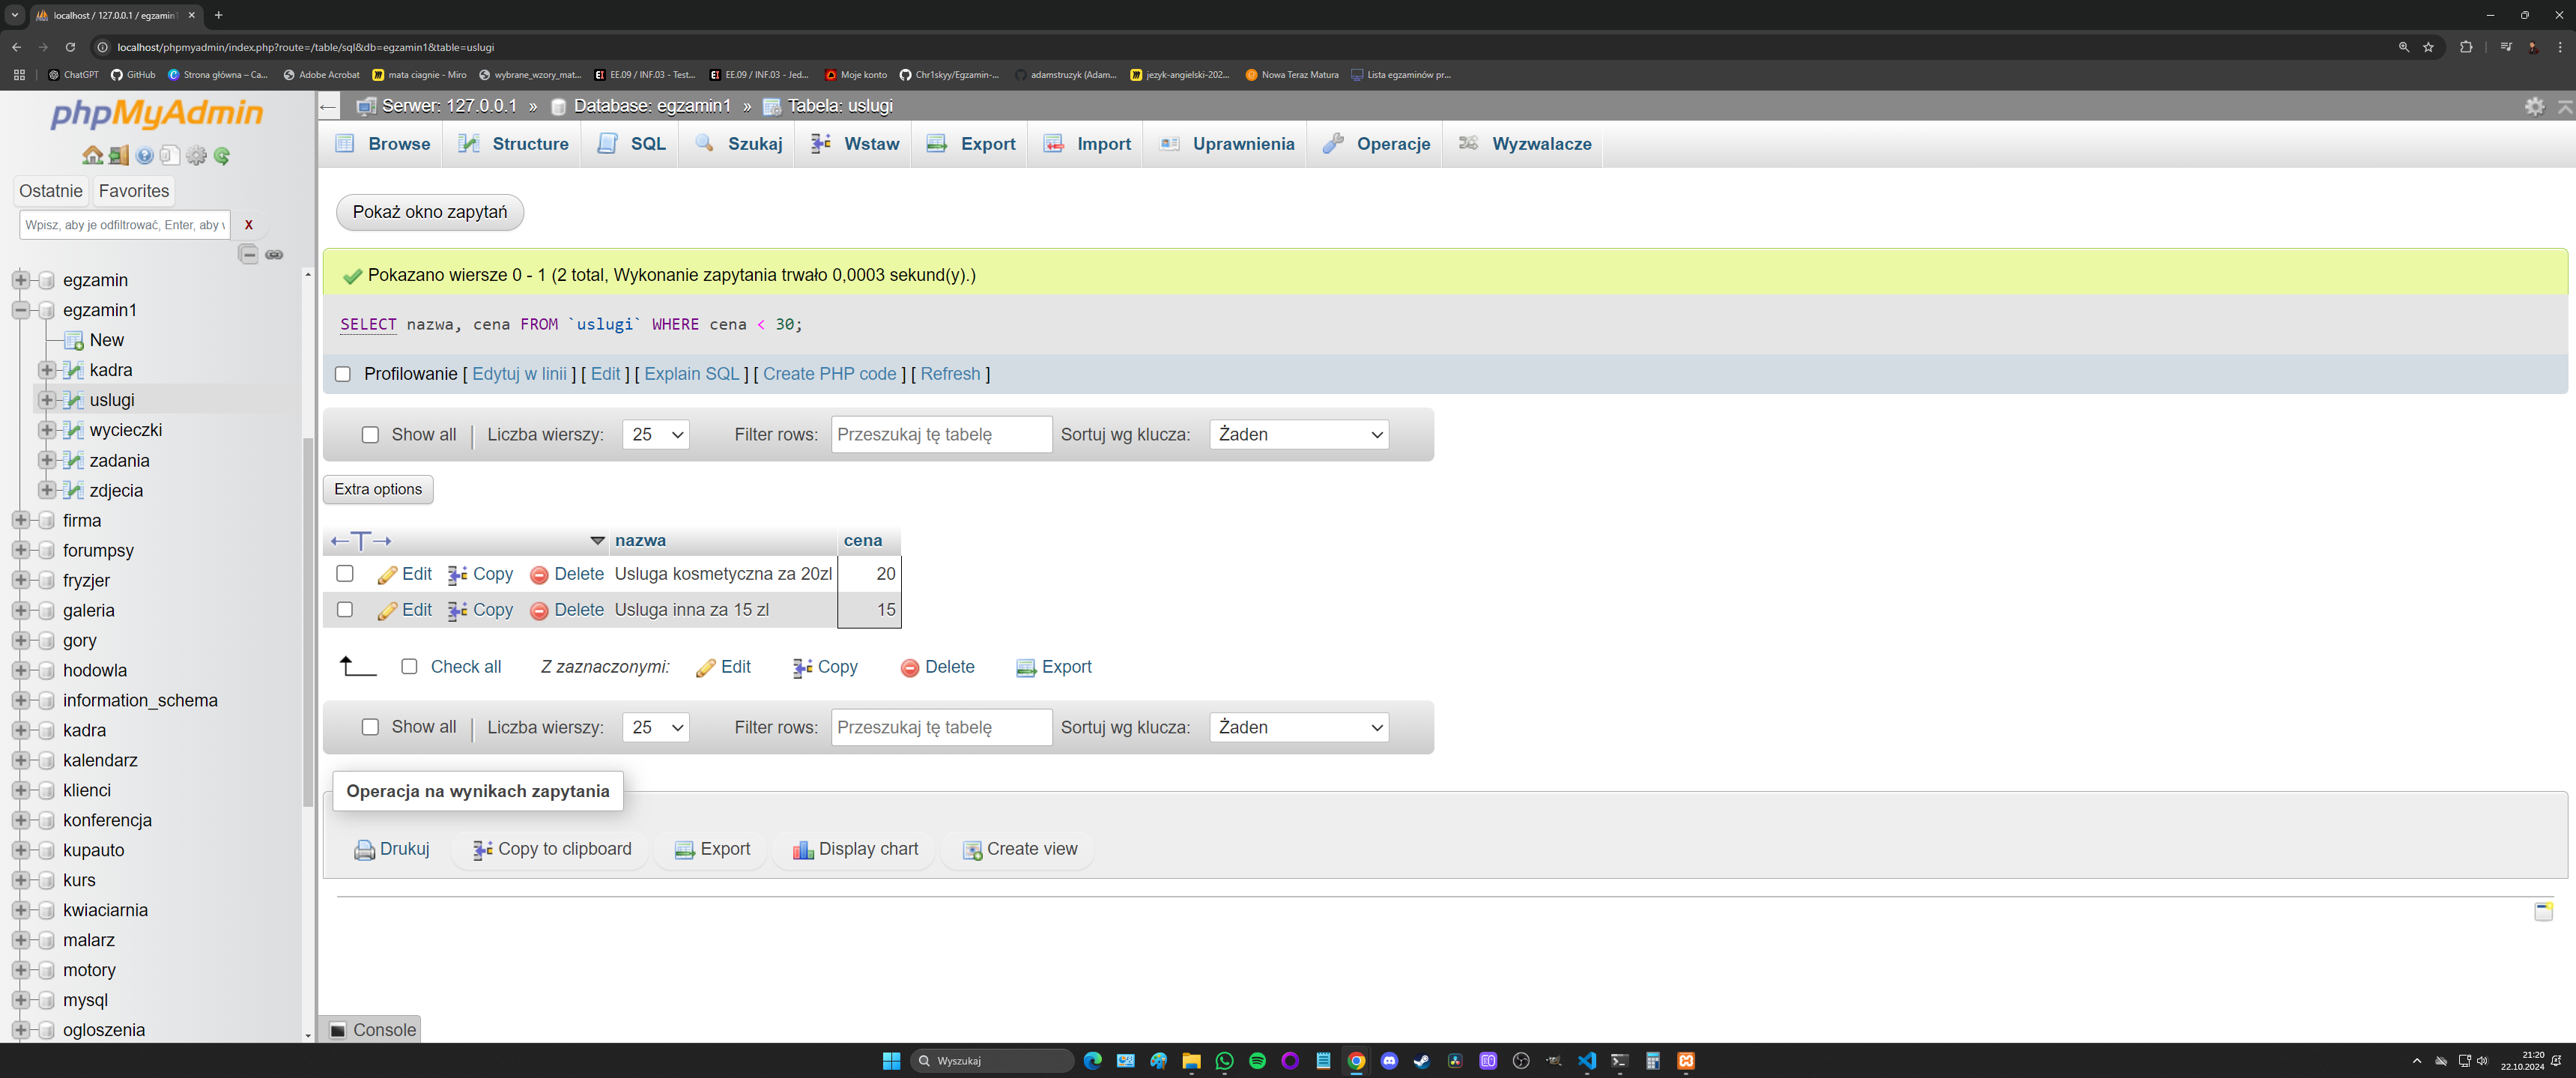 localhost / 127.0.0.1 / egzamin1
localhost/phpmyadmin/index.php?route=/table/sql&db=egzamin1&table=uslugi
ChatGPT GitHub Strona główna – Ca... Adobe Acrobat mata ciagnie - Miro wybrane_wzory_mat... EE.09 / INF.03 - Test... EE.09 / INF.03 - Jed... Moje konto Chr1skyy/Egzamin-... adamstruzyk (Adam... jezyk-angielski-202... Nowa Teraz Matura Lista egzaminów pr...
phpMyAdmin
Ostatnie Favorites
Wpisz, aby je odfiltrować, Enter, aby X
egzamin
egzamin1
New
kadra
uslugi
wycieczki
zadania
zdjecia
firma
forumpsy
fryzjer
galeria
gory
hodowla
information_schema
kadra
kalendarz
klienci
konferencja
kupauto
kurs
kwiaciarnia
malarz
motory
mysql
ogloszenia
Serwer: 127.0.0.1 » Database: egzamin1 » Tabela: uslugi
Browse Structure SQL Szukaj Wstaw Export Import Uprawnienia Operacje Wyzwalacze
Pokaż okno zapytań
Pokazano wiersze 0 - 1 (2 total, Wykonanie zapytania trwało 0,0003 sekund(y).)
SELECT nazwa, cena FROM `uslugi` WHERE cena < 30;
Profilowanie [ Edytuj w linii ] [ Edit ] [ Explain SQL ] [ Create PHP code ] [ Refresh ]
Show all | Liczba wierszy: 25 Filter rows: Przeszukaj tę tabelę Sortuj wg klucza: Żaden
Extra options
←T→ nazwa cena
Edit Copy Delete Usluga kosmetyczna za 20zl 20
Edit Copy Delete Usluga inna za 15 zl 15
Check all Z zaznaczonymi: Edit Copy Delete Export
Show all | Liczba wierszy: 25 Filter rows: Przeszukaj tę tabelę Sortuj wg klucza: Żaden
Operacja na wynikach zapytania
Drukuj Copy to clipboard Export Display chart Create view
Console
Wyszukaj
21:20
22.10.2024